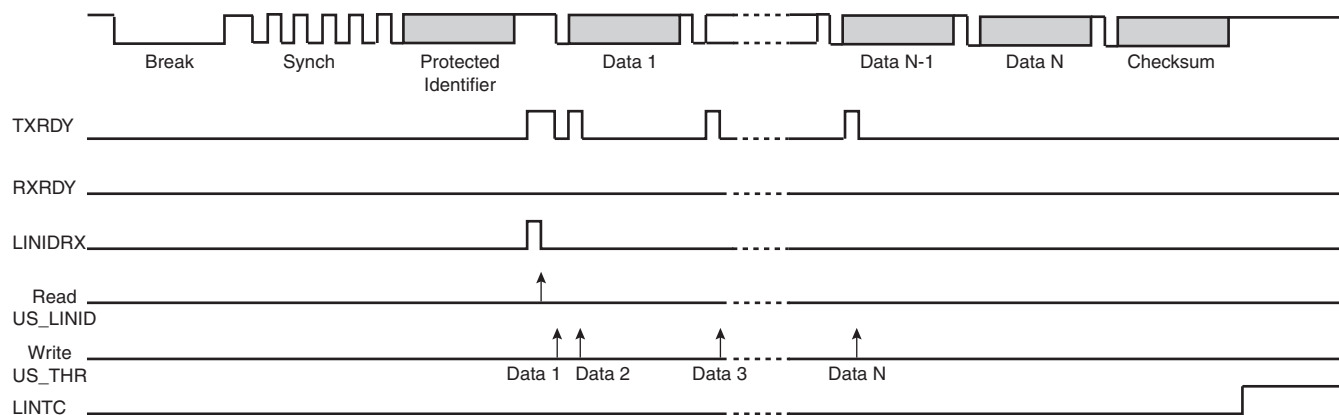 Break Synch Protected Data 1 Data N-1 Data N Checksum
Identifier
TXRDY
RXRDY
LINIDRX
Read
US_LINID
Write
US_THR
Data 1 Data 2 Data 3 Data N
LINTC